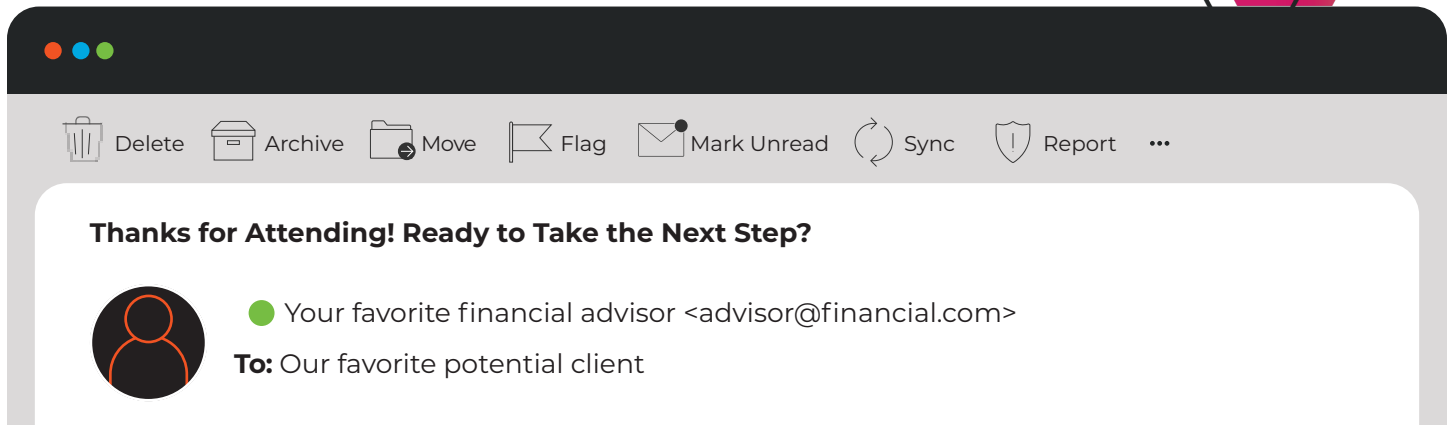 Delete Archive Move Flag Mark Unread Sync Report ...
Thanks for Attending! Ready to Take the Next Step?
Your favorite financial advisor <advisor@financial.com>
To: Our favorite potential client